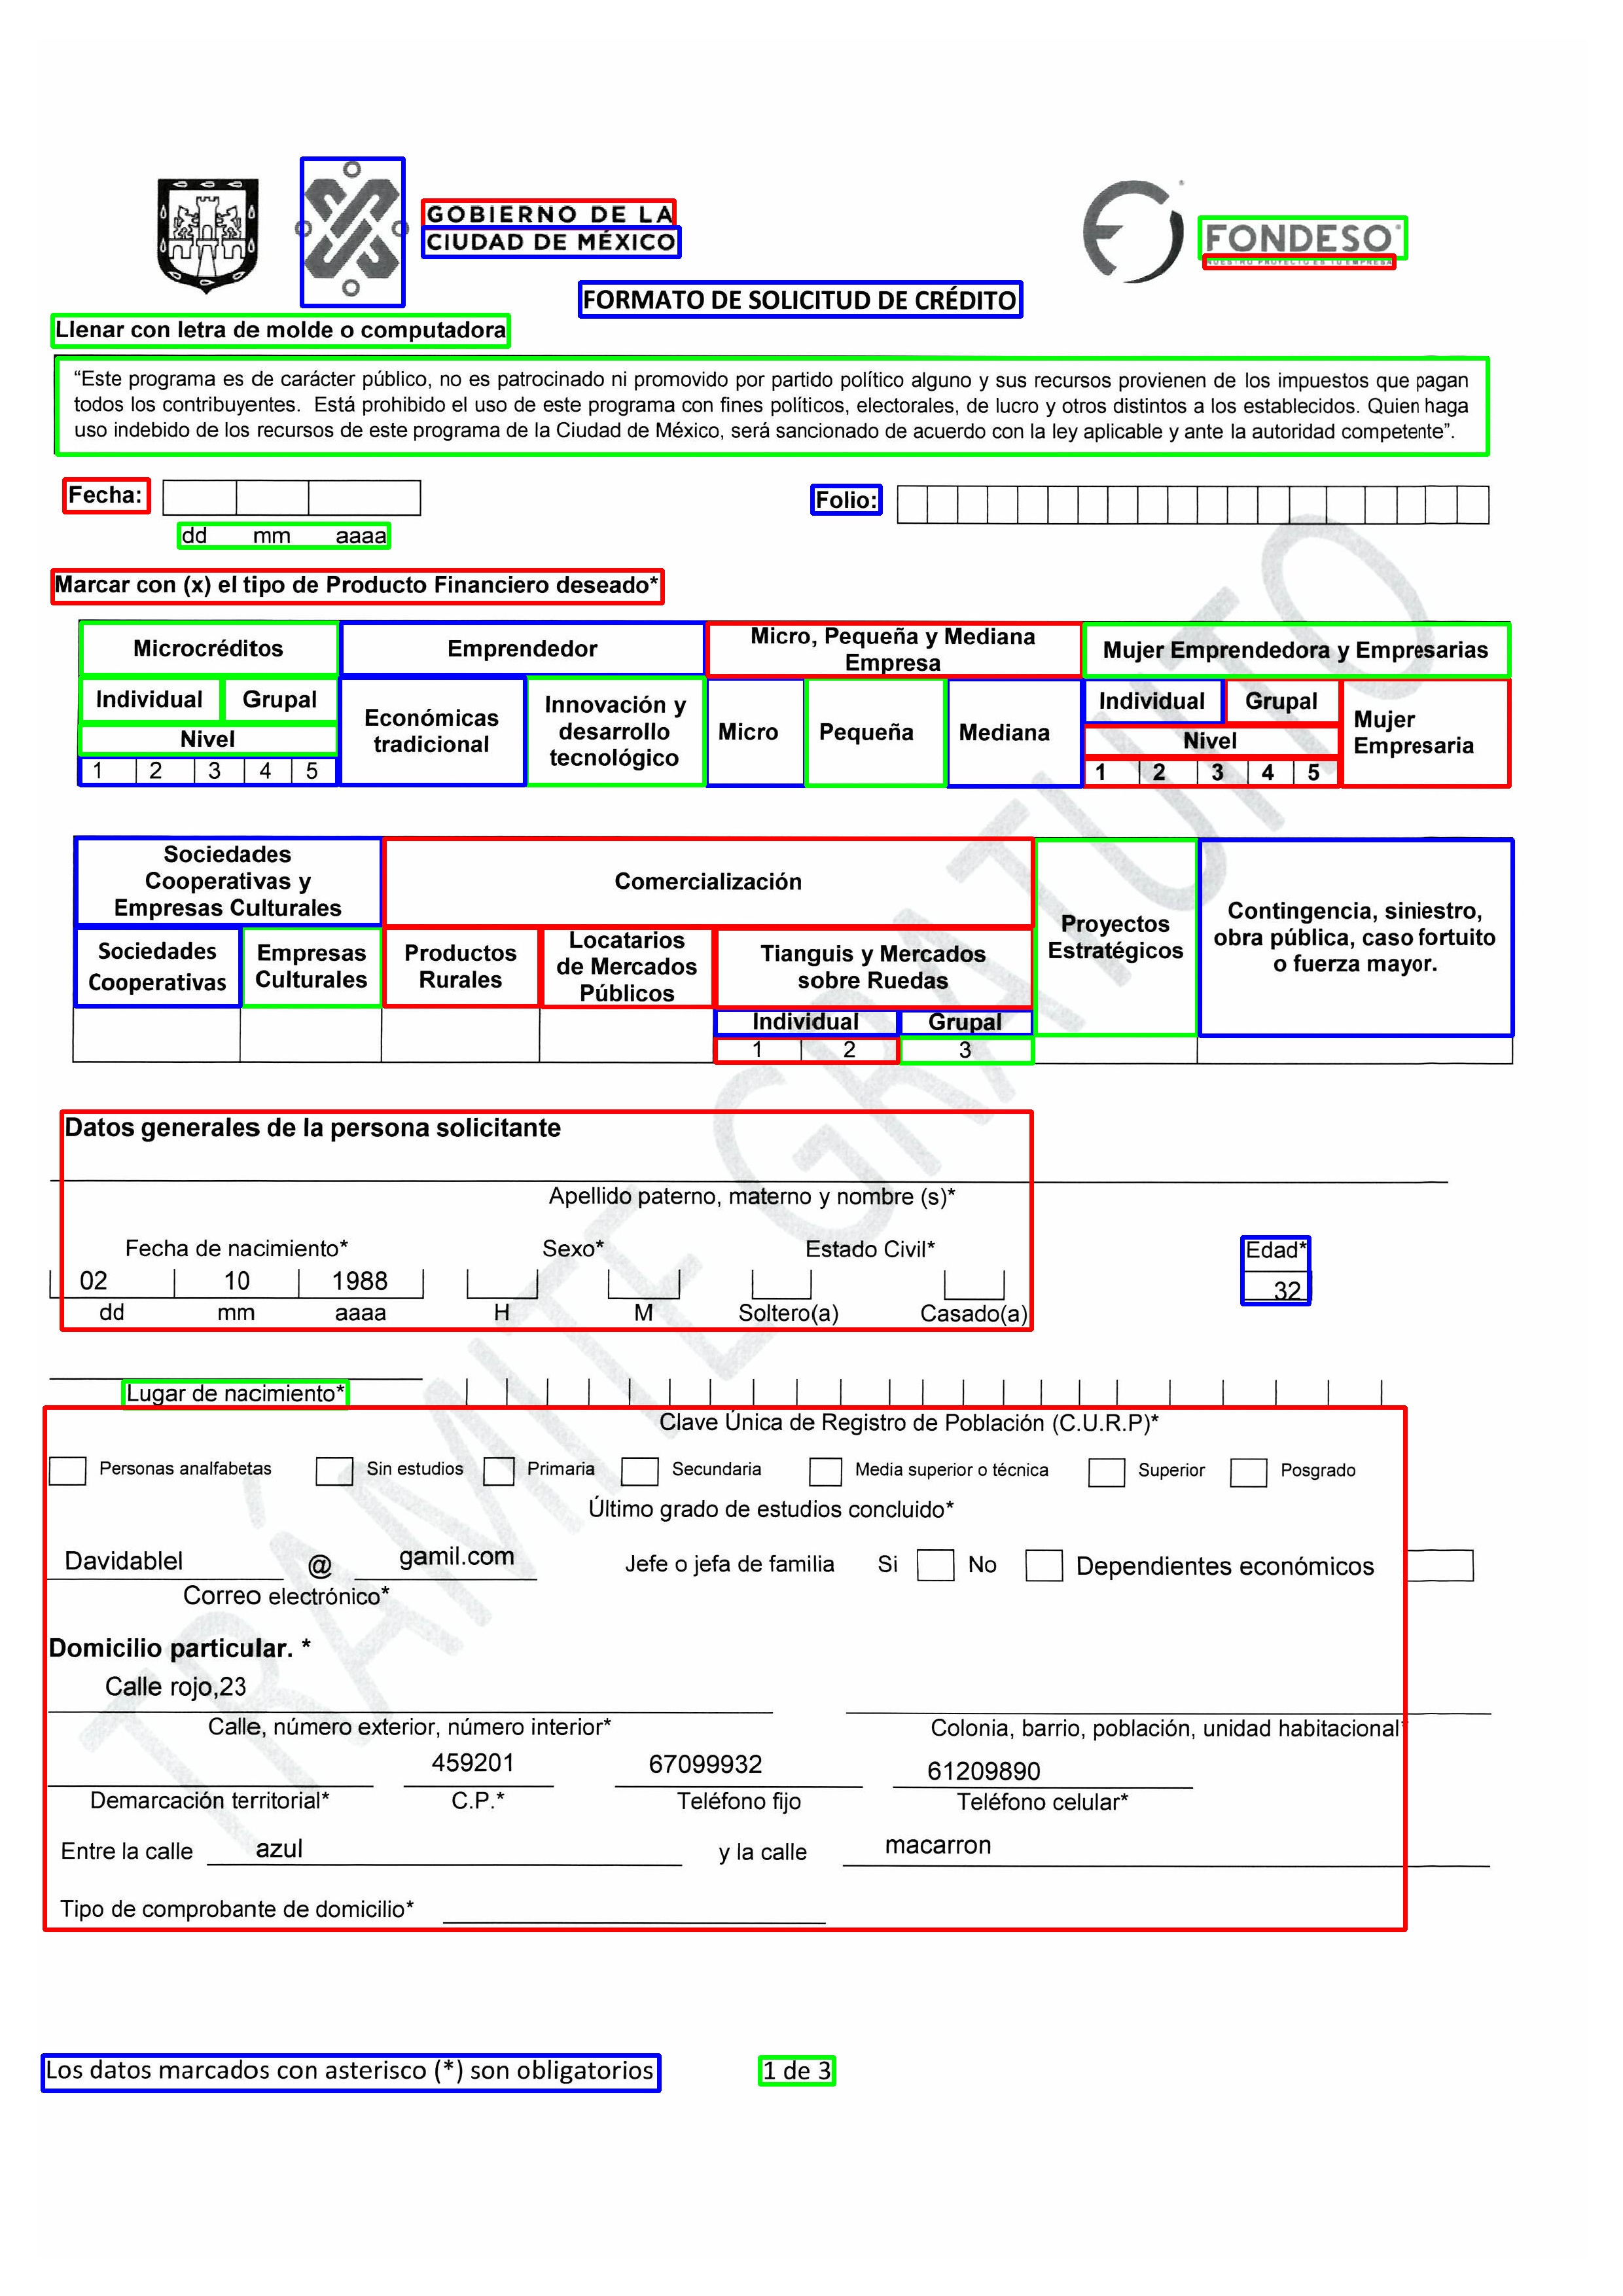 GOBIERNO DE LA
CIUDAD DE MÉXICO
FONDESO
NUESTRO PROYECTO ES TU EMPRESA
FORMATO DE SOLICITUD DE CRÉDITO
Llenar con letra de molde o computadora
“Este programa es de carácter público, no es patrocinado ni promovido por partido político alguno y sus recursos provienen de los impuestos que pagan
todos los contribuyentes. Está prohibido el uso de este programa con fines políticos, electorales, de lucro y otros distintos a los establecidos. Quien haga
uso indebido de los recursos de este programa de la Ciudad de México, será sancionado de acuerdo con la ley aplicable y ante la autoridad competente”.
Fecha: Folio:
dd mm aaaa
Marcar con (x) el tipo de Producto Financiero deseado*
Microcréditos
Emprendedor
Micro, Pequeña y Mediana
Empresa
Mujer Emprendedora y Empresarias
Individual Grupal
Nivel
1 2 3 4 5
Económicas
tradicional
Innovación y
desarrollo
tecnológico
Micro
Pequeña
Mediana
Individual Grupal
Nivel
1 2 3 4 5
Mujer
Empresaria
Sociedades
Cooperativas y
Empresas Culturales
Comercialización
Proyectos
Estratégicos
Contingencia, siniestro,
obra pública, caso fortuito
o fuerza mayor.
Sociedades
Cooperativas
Empresas
Culturales
Productos
Rurales
Locatarios
de Mercados
Públicos
Tianguis y Mercados
sobre Ruedas
Individual Grupal
1 2 3
Datos generales de la persona solicitante
Apellido paterno, materno y nombre (s)*
Fecha de nacimiento* Sexo* Estado Civil* Edad*
02 10 1988 32
dd mm aaaa H M Soltero(a) Casado(a)
Lugar de nacimiento*
Clave Única de Registro de Población (C.U.R.P)*
Personas analfabetas Sin estudios Primaria Secundaria Media superior o técnica Superior Posgrado
Último grado de estudios concluido*
Davidablel @ gamil.com Jefe o jefa de familia Si No Dependientes económicos
Correo electrónico*
Domicilio particular. *
Calle rojo,23
Calle, número exterior, número interior* Colonia, barrio, población, unidad habitacional*
459201 67099932 61209890
Demarcación territorial* C.P.* Teléfono fijo Teléfono celular*
Entre la calle azul y la calle macarron
Tipo de comprobante de domicilio*
Los datos marcados con asterisco (*) son obligatorios 1 de 3
TRÁMITE GRATUITO